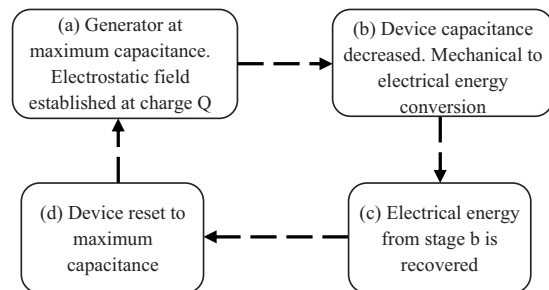 (a) Generator at
maximum capacitance.
Electrostatic field
established at charge Q
(b) Device capacitance
decreased. Mechanical to
electrical energy
conversion
(c) Electrical energy
from stage b is
recovered
(d) Device reset to
maximum
capacitance